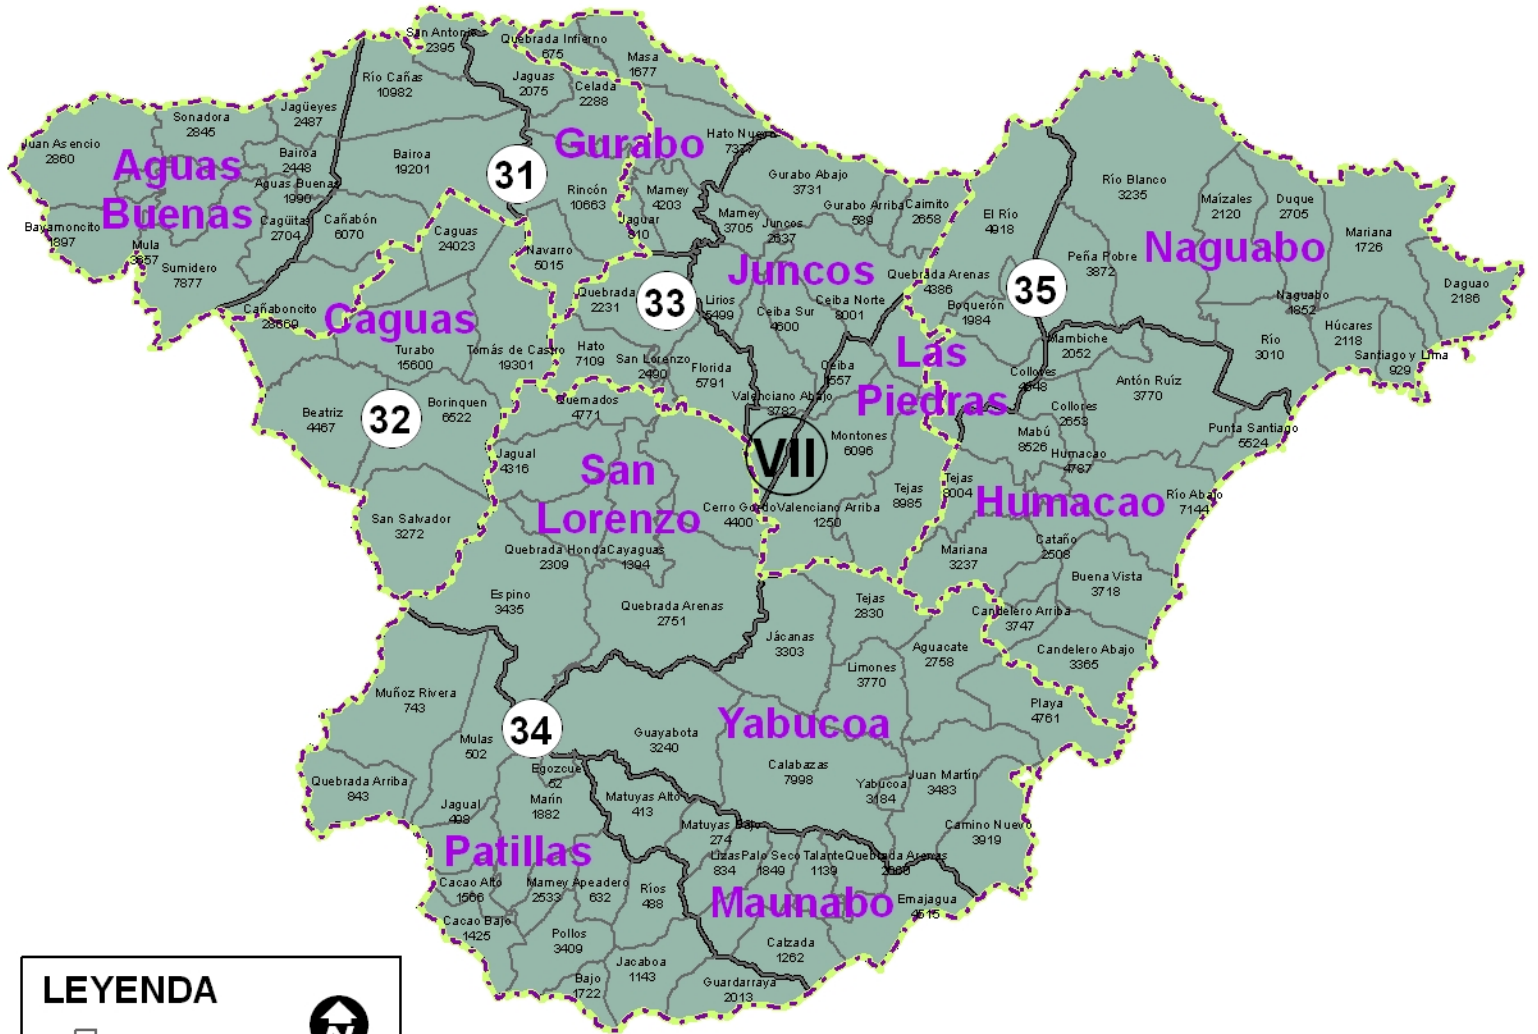 San Antonio
2395
Quebrada Infierno
675
Masa
1677
Río Cañas
10982
Jaguas
2075
Celada
2288
Jagüeyes
2487
Sonadora
2845
Juan Asencio
2860
Aguas
Buenas
Bairoa
2448
Aguas Buenas
1990
Bairoa
19201
31
Gurabo
Hato Nuevo
Rincón
10663
Mamey
4203
Jaguar
Gurabo Abajo
3731
Gurabo Arriba
589
Caimito
2658
El Río
4918
Río Blanco
3235
Maízales
2120
Duque
2705
Mariana
1726
Naguabo
Bayamoncito
1897
Mula
3857
Sumidero
7877
Cagüitas
2704
Cañabón
6070
Caguas
24023
Navarro
5015
Mamey
3705
Juncos
2637
Juncos
Quebrada Arenas
4386
Peña Pobre
3872
35
Daguao
2186
Cañaboncito
28669
Caguas
Quebrada
2231
33
Lirios
5499
Ceiba Sur
4600
Ceiba Norte
8001
Boquerón
1984
Naguabo
1852
Húcares
2118
Río
3010
Santiago y Lima
929
Turabo
15600
Tomás de Castro
19301
Hato
7109
San Lorenzo
2490
Florida
5791
Ceiba
1557
Las
Piedras
Mambiche
2052
Collores
Antón Ruíz
3770
Beatriz
4467
32
Borinquen
6522
Quemados
4771
Valenciano Abajo
3782
Collores
2653
Mabú
8526
Punta Santiago
5524
Jagual
4316
San
Lorenzo
VII
Montones
6096
Humacao
4787
Tejas
8985
Tejas
8004
Humacao
Río Abajo
7144
San Salvador
3272
Cerro Gordo
4400
Valenciano Arriba
1250
Quebrada Honda
2309
Cayaguas
1394
Mariana
3237
Cataño
2508
Buena Vista
3718
Espino
3435
Quebrada Arenas
2751
Tejas
2830
Jácanas
3303
Candelero Arriba
3747
Candelero Abajo
3365
Aguacate
2758
Limones
3770
Muñoz Rivera
743
Mulas
502
34
Guayabota
3240
Yabucoa
Playa
4761
Quebrada Arriba
843
Egozcue
52
Calabazas
7998
Yabucoa
3184
Juan Martín
3483
Jagual
498
Marín
1882
Matuyas Alto
413
Matuyas Bajo
274
Camino Nuevo
3919
Patillas
Lizas
834
Palo Seco
1849
Talante
1139
Quebrada Arenas
Cacao Alto
1566
Mamey
2533
Apeadero
632
Ríos
488
Maunabo
Emajagua
4515
Cacao Bajo
1425
Pollos
3409
Calzada
1262
Jacaboa
1143
Bajo
1722
Guardarraya
2013
LEYENDA